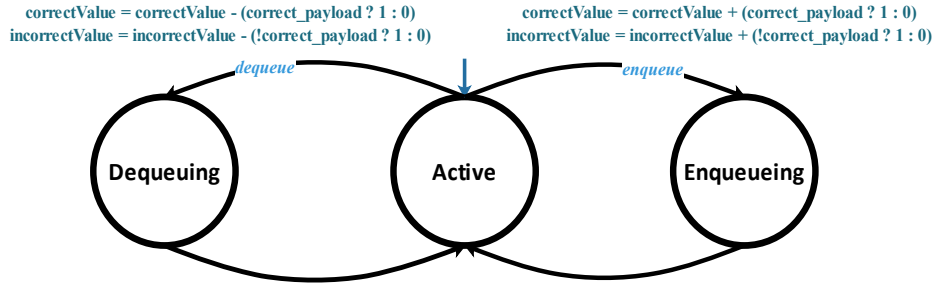 correctValue = correctValue - (correct_payload ? 1 : 0)
incorrectValue = incorrectValue - (!correct_payload ? 1 : 0)
correctValue = correctValue + (correct_payload ? 1 : 0)
incorrectValue = incorrectValue + (!correct_payload ? 1 : 0)
dequeue
enqueue
Dequeuing
Active
Enqueueing